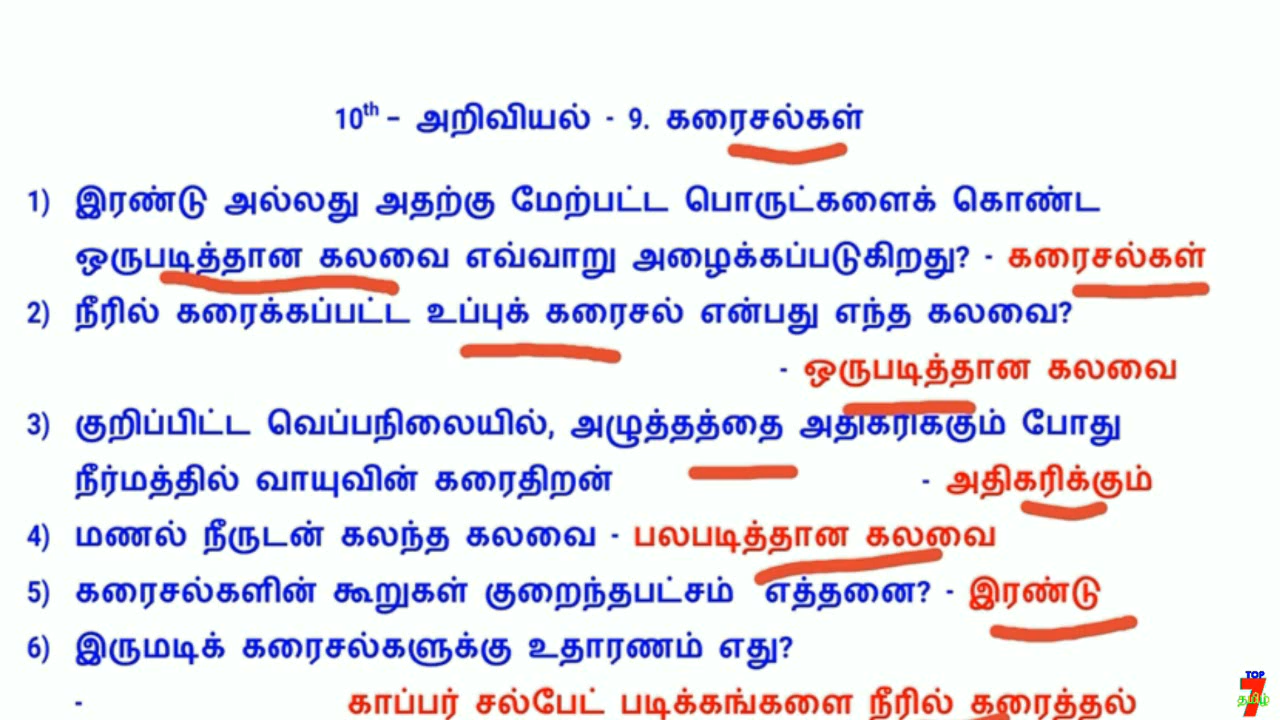 10th - அறிவியல் - 9. கரைசல்கள்
1) இரண்டு அல்லது அதற்கு மேற்பட்ட பொருட்களைக் கொண்ட
ஒருபடித்தான கலவை எவ்வாறு அழைக்கப்படுகிறது? - கரைசல்கள்
2) நீரில் கரைக்கப்பட்ட உப்புக் கரைசல் என்பது எந்த கலவை?
- ஒருபடித்தான கலவை
3) குறிப்பிட்ட வெப்பநிலையில், அழுத்தத்தை அதிகரிக்கும் போது
நீர்மத்தில் வாயுவின் கரைதிறன் - அதிகரிக்கும்
4) மணல் நீருடன் கலந்த கலவை - பலபடித்தான கலவை
5) கரைசல்களின் கூறுகள் குறைந்தபட்சம் எத்தனை? - இரண்டு
6) இருமடிக் கரைசல்களுக்கு உதாரணம் எது?
- காப்பர் சல்பேட் படிக்கங்களை நீரில் கரைத்தல்
TOP
7
தமிழ்